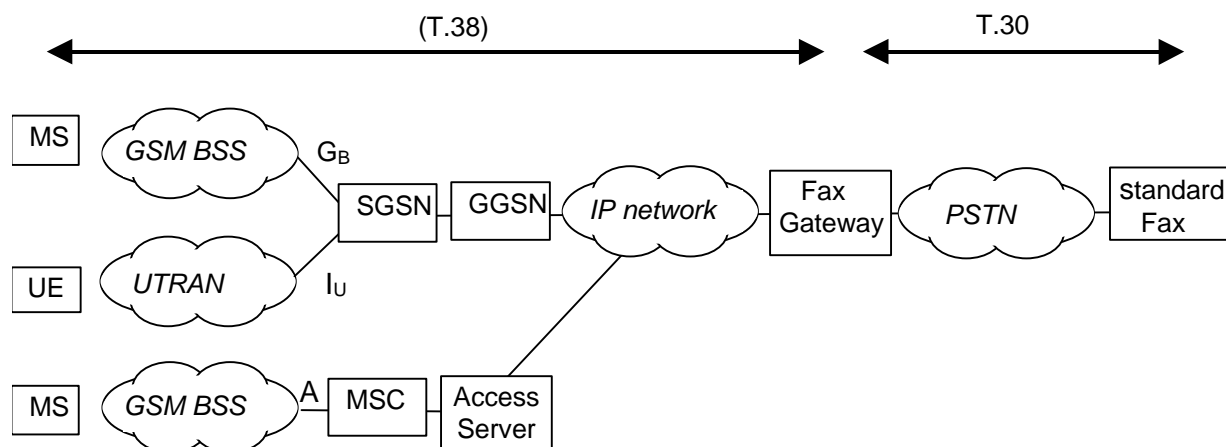 (T.38)
T.30
MS
GSM BSS
GB
SGSN
GGSN
IP network
Fax
Gateway
PSTN
standard
Fax
UE
UTRAN
IU
MS
GSM BSS
A
MSC
Access
Server